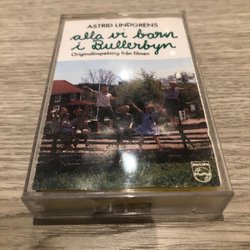 ASTRID LINDGRENS
alla vi barn
i Bullerbyn
Originalinspelning från filmen
PHILIPS